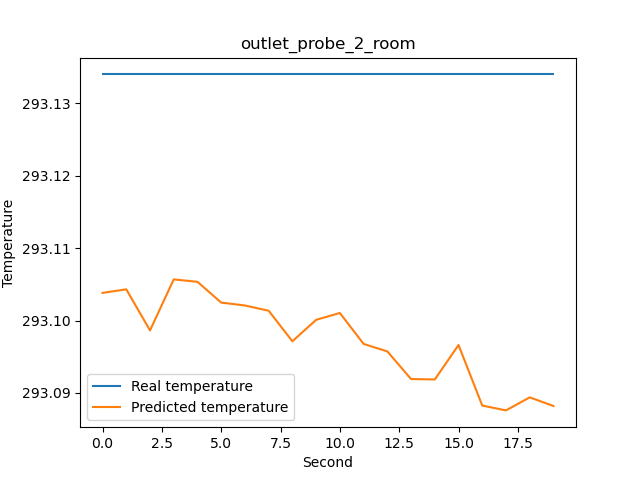 outlet_probe_2_room
Temperature
293.13
293.12
293.11
293.10
293.09
Real temperature
Predicted temperature
0.0 2.5 5.0 7.5 10.0 12.5 15.0 17.5
Second